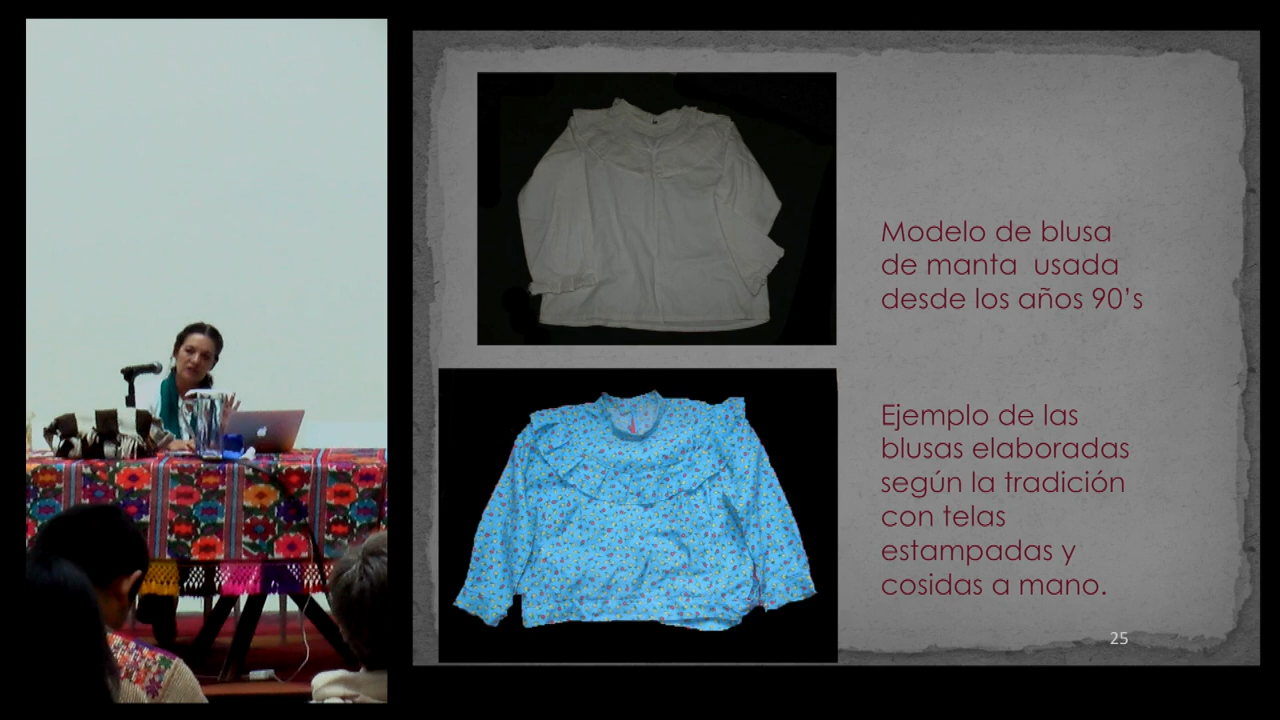 Modelo de blusa
de manta usada
desde los años 90's
Ejemplo de las
blusas elaboradas
según la tradición
con telas
estampadas y
cosidas a mano.
25